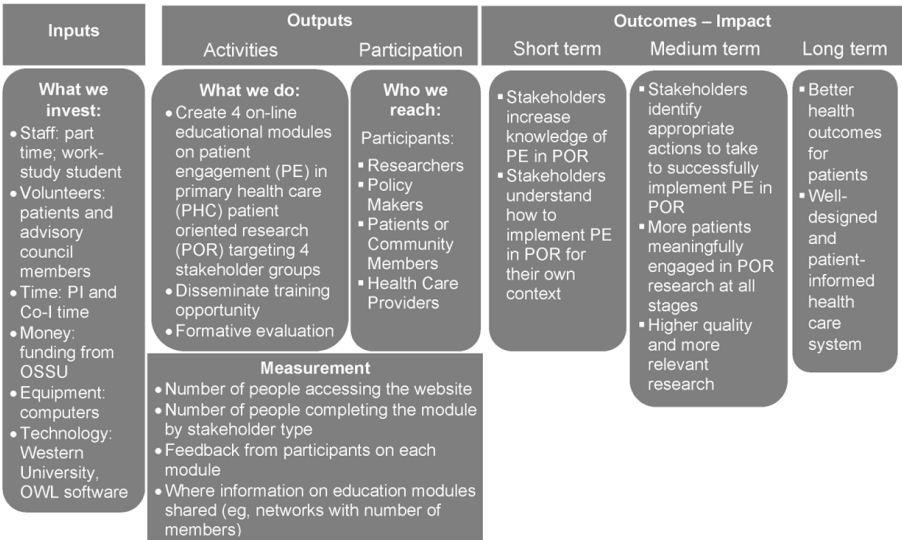 Inputs
What we
invest:
• Staff: part
time; work-
study student
• Volunteers:
patients and
advisory
council
members
• Time: PI and
Co-I time
• Money:
funding from
OSSU
• Equipment:
computers
• Technology:
Western
University,
OWL software
Outputs
Activities
Participation
What we do:
• Create 4 on-line
educational modules
on patient
engagement (PE) in
primary health care
(PHC) patient
oriented research
(POR) targeting 4
stakeholder groups
• Disseminate training
opportunity
• Formative evaluation
Who we
reach:
Participants:
▪ Researchers
▪ Policy
Makers
▪ Patients or
Community
Members
▪ Health Care
Providers
Measurement
• Number of people accessing the website
• Number of people completing the module
by stakeholder type
• Feedback from participants on each
module
• Where information on education modules
shared (eg, networks with number of
members)
Outcomes – Impact
Short term
Medium term
Long term
▪ Stakeholders
increase
knowledge of
PE in POR
▪ Stakeholders
understand
how to
implement PE
in POR for
their own
context
▪ Stakeholders
identify
appropriate
actions to take
to successfully
implement PE in
POR
▪ More patients
meaningfully
engaged in POR
research at all
stages
▪ Higher quality
and more
relevant
research
▪ Better
health
outcomes
for
patients
▪ Well-
designed
and
patient-
informed
health
care
system